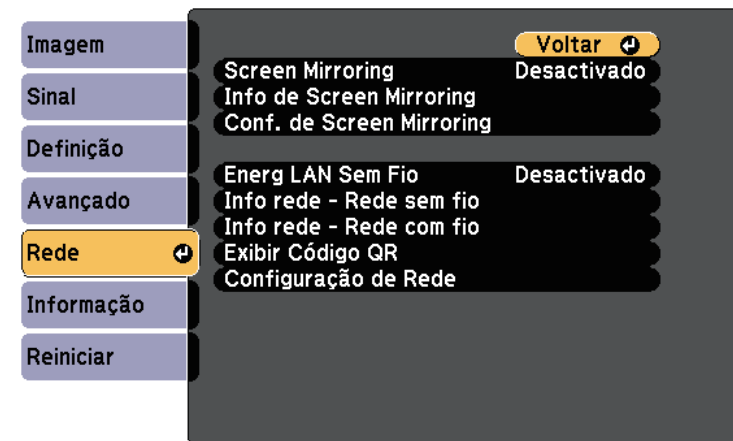 Imagem
Sinal
Definição
Avançado
Rede
Informação
Reiniciar
Voltar
Screen Mirroring Desactivado
Info de Screen Mirroring
Conf. de Screen Mirroring
Energ LAN Sem Fio Desactivado
Info rede - Rede sem fio
Info rede - Rede com fio
Exibir Código QR
Configuração de Rede